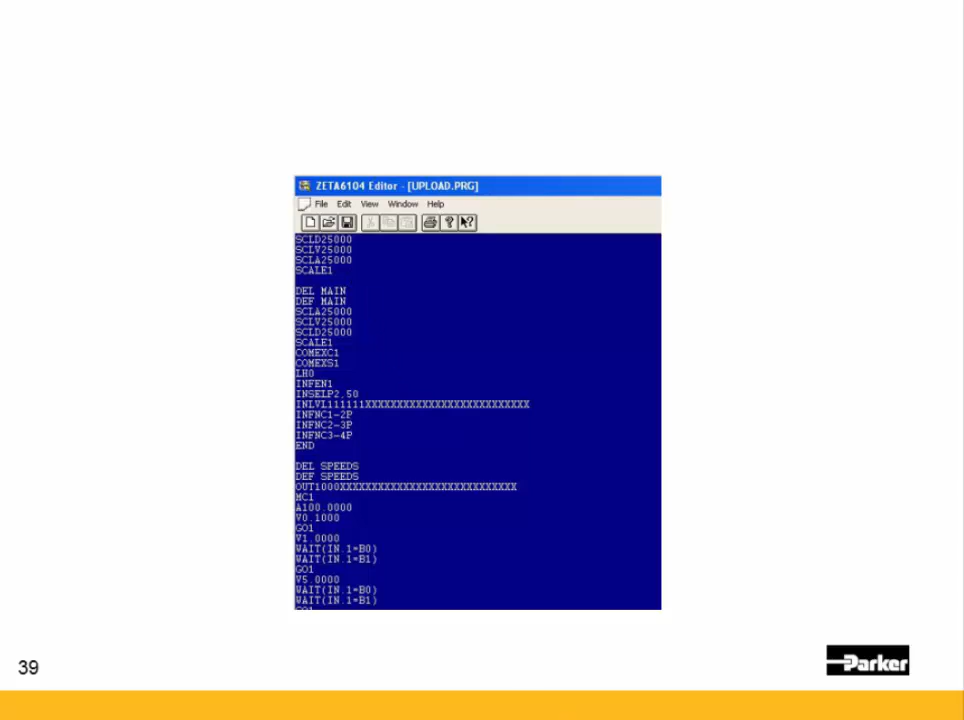 ZETA6104 Editor - [UPLOAD.PRG]
File Edit View Window Help
SCLD25000
SCLV25000
SCLA25000
SCALE1
DEL MAIN
DEF MAIN
SCLA25000
SCLV25000
SCLD25000
SCALE1
COMEXC1
COMEXS1
LH0
INFEN1
INSELP2,50
INLVL111111XXXXXXXXXXXXXXXXXXXXXXXXXX
INFNC1-2P
INFNC2-3P
INFNC3-4P
END
DEL SPEEDS
DEF SPEEDS
OUT1000XXXXXXXXXXXXXXXXXXXXXXXXXXXX
MC1
A100.0000
V0.1000
GO1
V1.0000
WAIT(IN.1=B0)
WAIT(IN.1=B1)
GO1
V5.0000
WAIT(IN.1=B0)
WAIT(IN.1=B1)
GO1
39
Parker